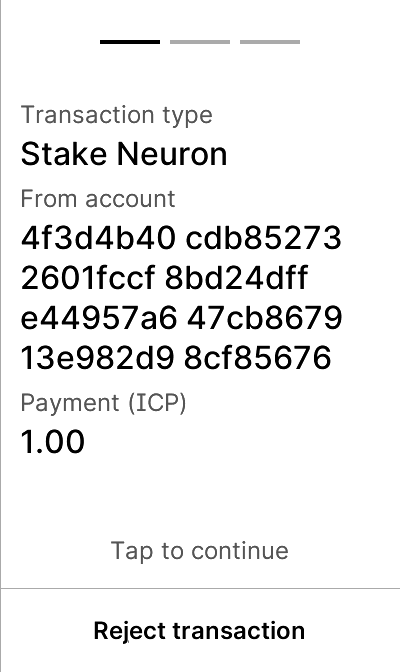 Transaction type
Stake Neuron
From account
4f3d4b40 cdb85273
2601fccf 8bd24dff
e44957a6 47cb8679
13e982d9 8cf85676
Payment (ICP)
1.00
Tap to continue
Reject transaction